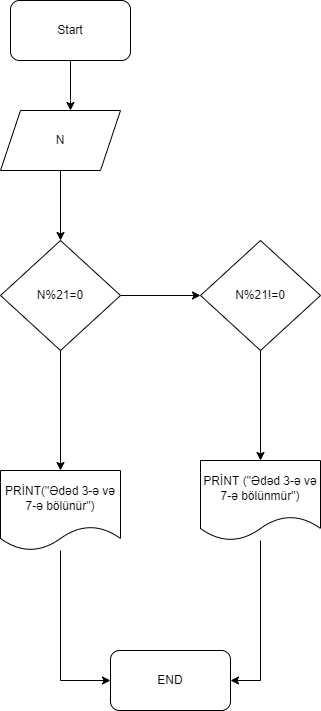 Start
N
N%21=0
N%21!=0
PRİNT("Ədəd 3-ə və
7-ə bölünür")
PRİNT ("Ədəd 3-ə və
7-ə bölünmür")
END